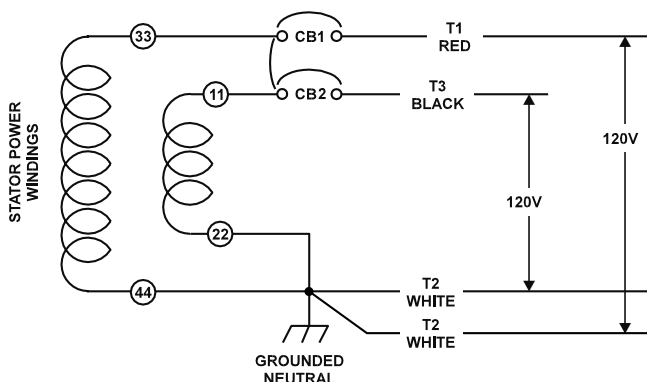 33
CB1
T1
RED
11
CB2
T3
BLACK
STATOR POWER
WINDINGS
120V
120V
22
44
T2
WHITE
T2
WHITE
GROUNDED
NEUTRAL